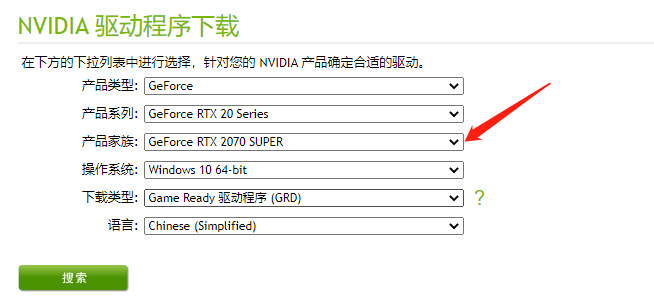 NVIDIA 驱动程序下载
在下方的下拉列表中进行选择，针对您的 NVIDIA 产品确定合适的驱动。
产品类型: GeForce
产品系列: GeForce RTX 20 Series
产品家族: GeForce RTX 2070 SUPER
操作系统: Windows 10 64-bit
下载类型: Game Ready 驱动程序 (GRD) ?
语言: Chinese (Simplified)
搜索